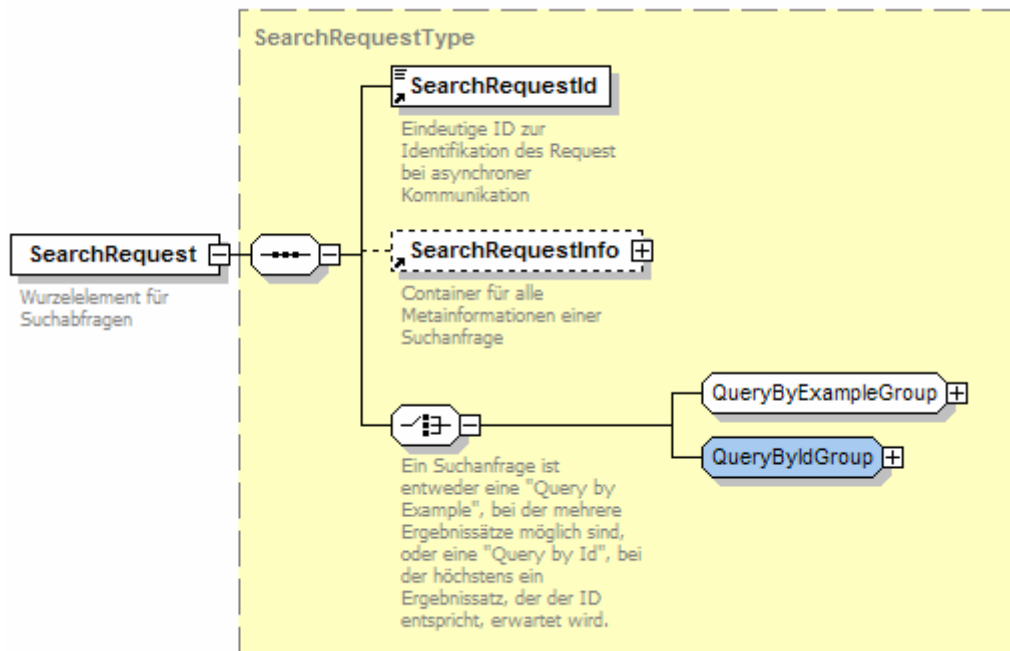 SearchRequestType
SearchRequestId
Eindeutige ID zur
Identifikation des Request
bei asynchroner
Kommunikation
SearchRequest
Wurzelelement für
Suchabfragen
SearchRequestInfo
Container für alle
Metainformationen einer
Suchanfrage
QueryByExampleGroup
QueryByIdGroup
Ein Suchanfrage ist
entweder eine "Query by
Example", bei der mehrere
Ergebnissätze möglich sind,
oder eine "Query by Id", bei
der höchstens ein
Ergebnissatz, der der ID
entspricht, erwartet wird.